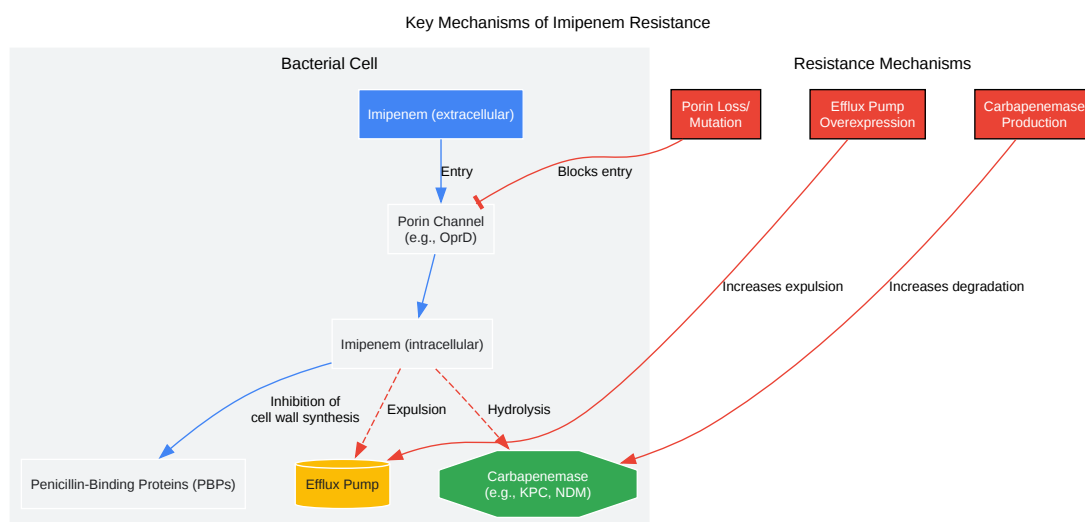 Key Mechanisms of Imipenem Resistance
Bacterial Cell
Resistance Mechanisms
Imipenem (extracellular)
Porin Loss/
Mutation
Efflux Pump
Overexpression
Carbapenemase
Production
Entry
Blocks entry
Porin Channel
(e.g., OprD)
Increases expulsion
Increases degradation
Imipenem (intracellular)
Inhibition of
cell wall synthesis
Expulsion
Hydrolysis
Penicillin-Binding Proteins (PBPs)
Efflux Pump
Carbapenemase
(e.g., KPC, NDM)